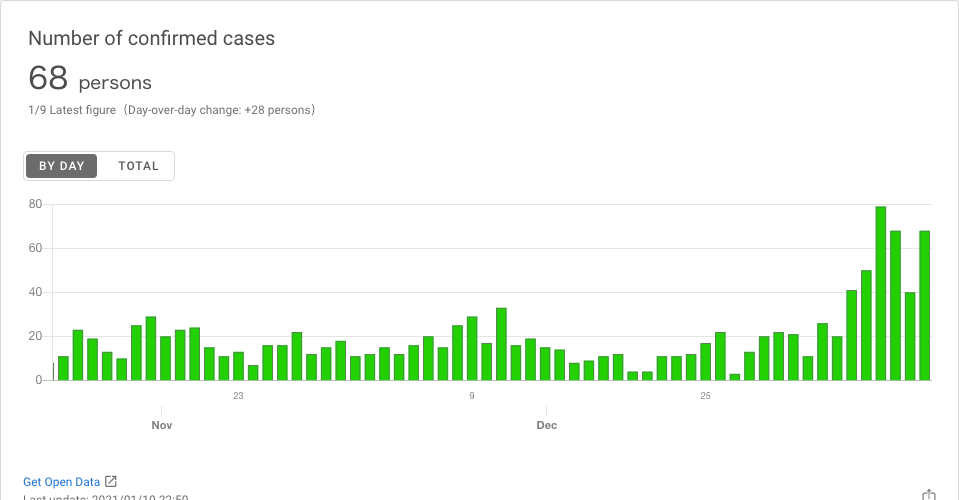 Number of confirmed cases
68 persons
1/9 Latest figure（Day-over-day change: +28 persons）
BY DAY TOTAL
80
60
40
20
0
23 9 25
Nov Dec
Get Open Data
Last update: 2021/01/10 22:50